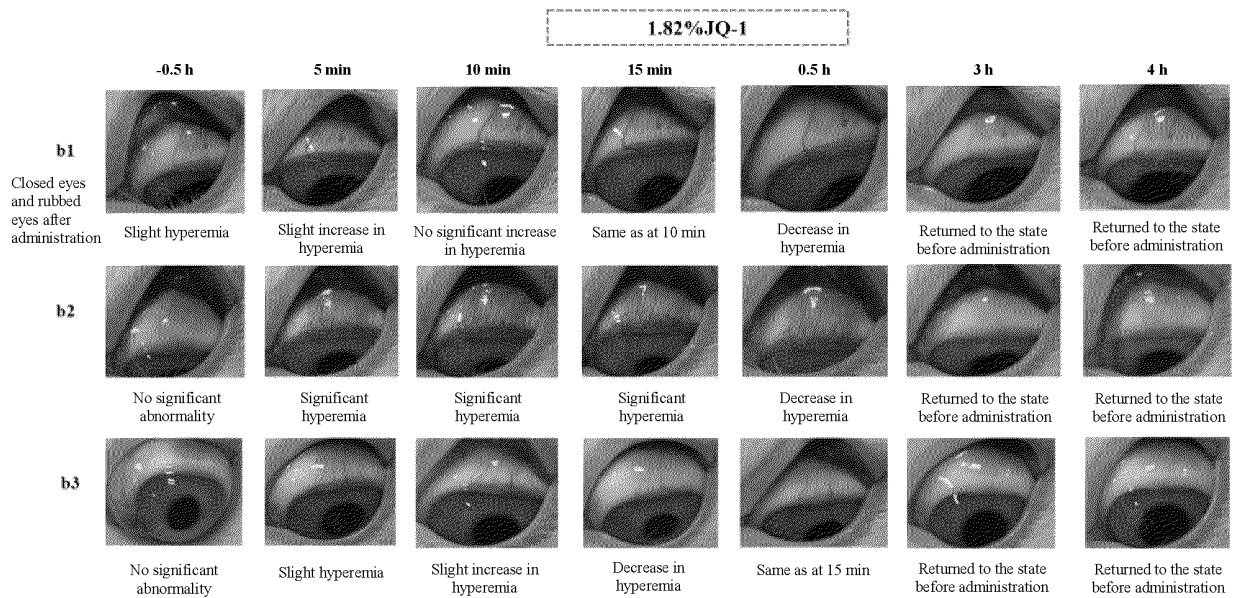 1.82%JQ-1
-0.5 h 5 min 10 min 15 min 0.5 h 3 h 4 h
b1
Closed eyes
and rubbed
eyes after
administration
Slight hyperemia
Slight increase in
hyperemia
No significant increase
in hyperemia
Same as at 10 min
Decrease in
hyperemia
Returned to the state
before administration
Returned to the state
before administration
b2
No significant
abnormality
Significant
hyperemia
Significant
hyperemia
Significant
hyperemia
Decrease in
hyperemia
Returned to the state
before administration
Returned to the state
before administration
b3
No significant
abnormality
Slight hyperemia
Slight increase in
hyperemia
Decrease in
hyperemia
Same as at 15 min
Returned to the state
before administration
Returned to the state
before administration